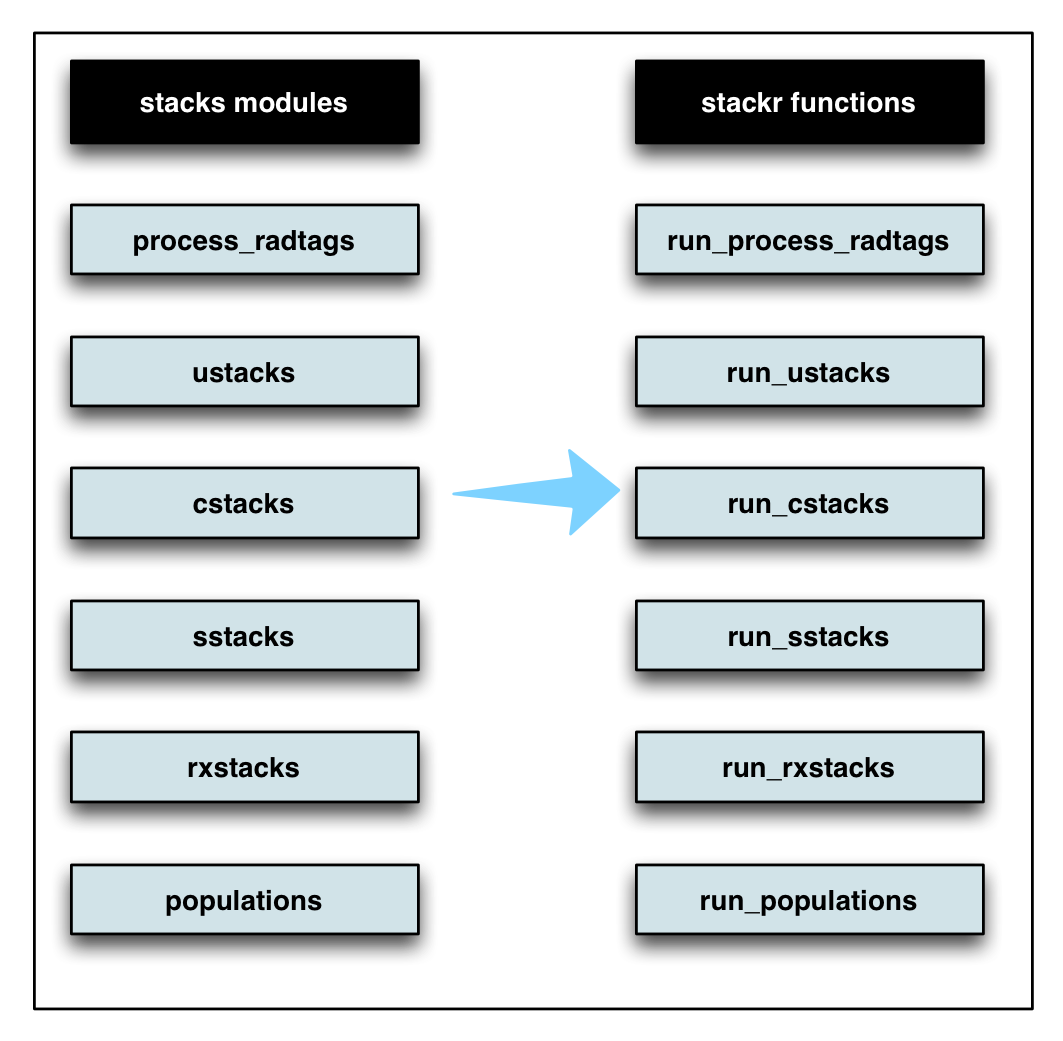 stacks modules
stackr functions
process_radtags
run_process_radtags
ustacks
run_ustacks
cstacks
run_cstacks
sstacks
run_sstacks
rxstacks
run_rxstacks
populations
run_populations